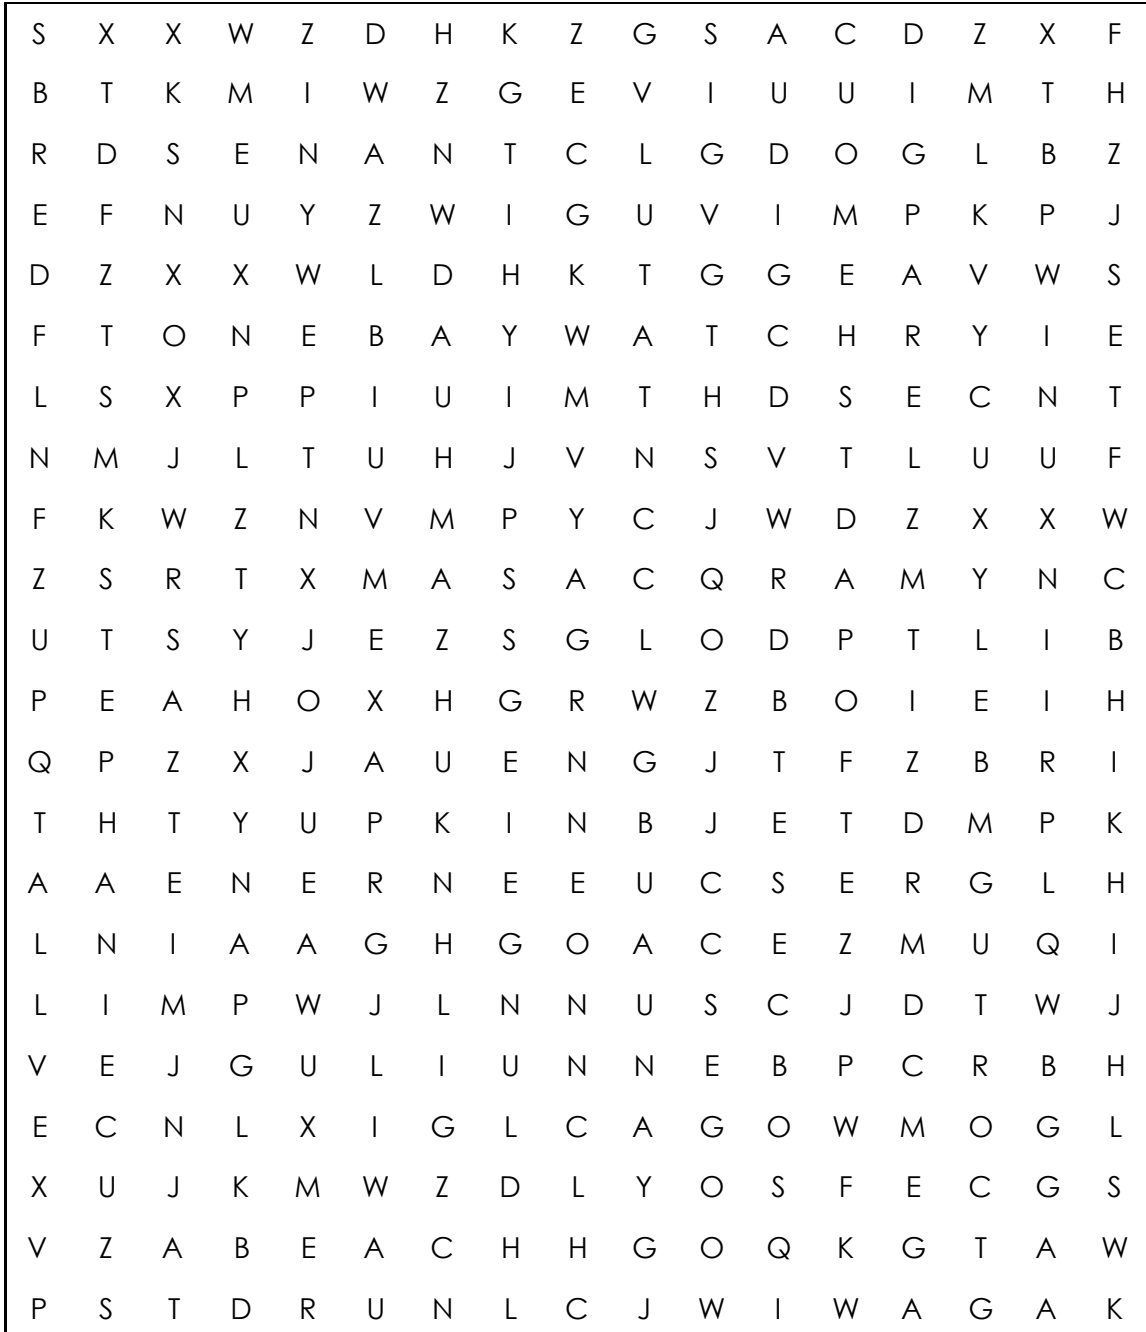 S X X W Z D H K Z G S A C D Z X F
B T K M I W Z G E V I U U I M T H
R D S E N A N T C L G D O G L B Z
E F N U Y Z W I G U V I M P K P J
D Z X X W L D H K T G G E A V W S
F T O N E B A Y W A T C H R Y I E
L S X P P I U I M T H D S E C N T
N M J L T U H J V N S V T L U U F
F K W Z N V M P Y C J W D Z X X W
Z S R T X M A S A C Q R A M Y N C
U T S Y J E Z S G L O D P T L I B
P E A H O X H G R W Z B O I E I H
Q P Z X J A U E N G J T F Z B R I
T H T Y U P K I N B J E T D M P K
A A E N E R N E E U C S E R G L H
L N I A A G H G O A C E Z M U Q I
L I M P W J L N N U S C J D T W J
V E J G U L I U N N E B P C R B H
E C N L X I G L C A G O W M O G L
X U J K M W Z D L Y O S F E C G S
V Z A B E A C H H G O Q K G T A W
P S T D R U N L C J W I W A G A K